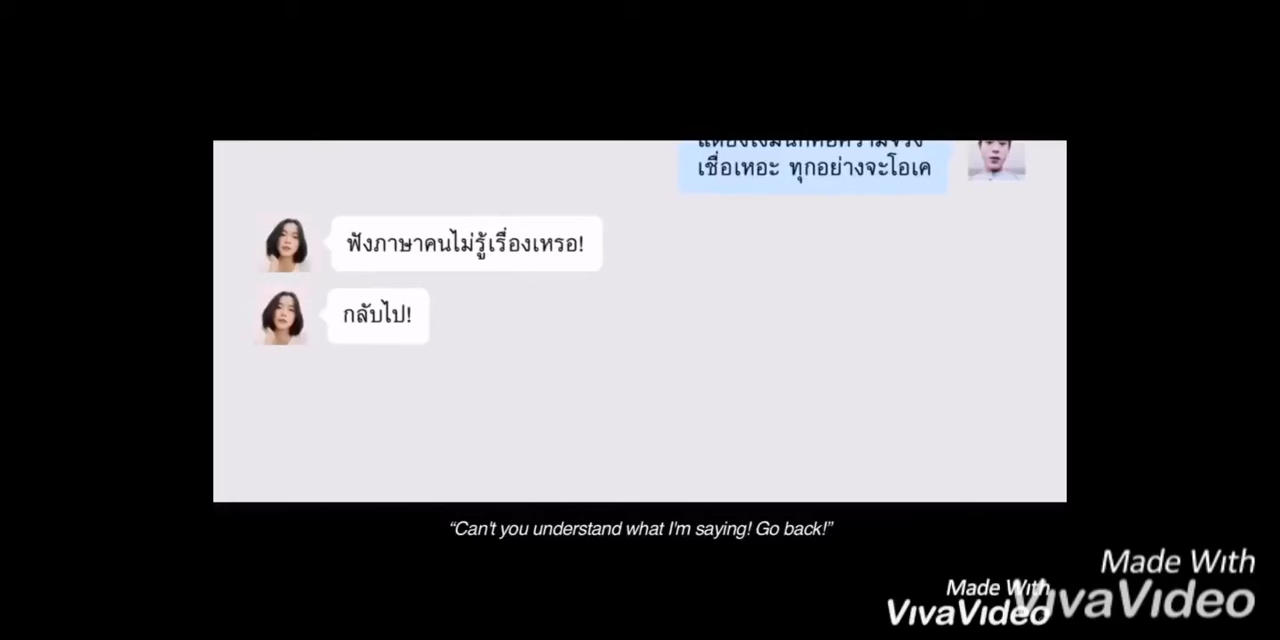 เชื่อเหอะ ทุกอย่างจะโอเค
ฟังภาษาคนไม่รู้เรื่องเหรอ!
กลับไป!
“Can't you understand what I'm saying! Go back!”
Made With
VivaVideo
Made With
VivaVideo